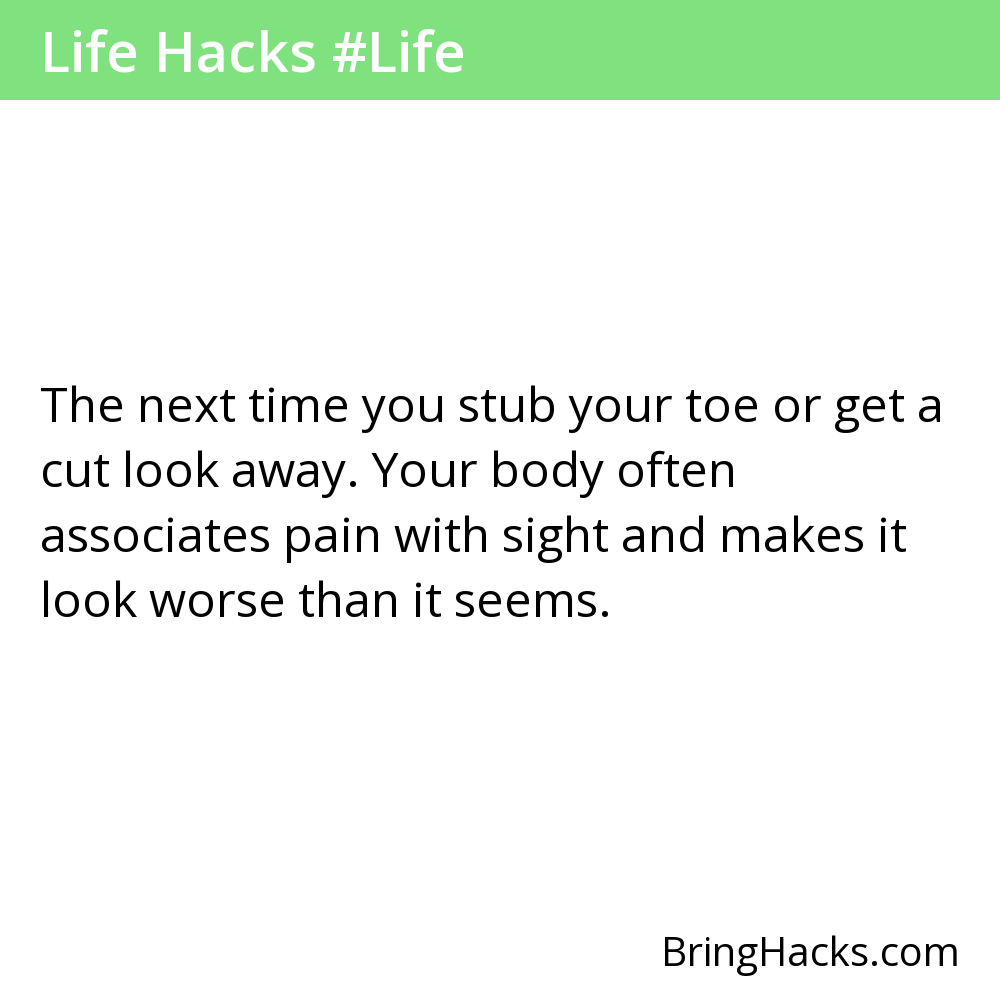 Life Hacks #Life
The next time you stub your toe or get a
cut look away. Your body often
associates pain with sight and makes it
look worse than it seems.
BringHacks.com